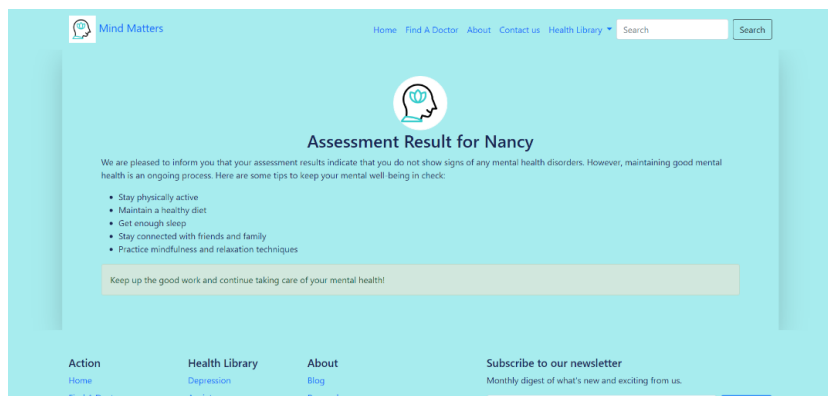 Mind Matters
Home Find A Doctor About Contact us Health Library Search Search
Assessment Result for Nancy
We are pleased to inform you that your assessment results indicate that you do not show signs of any mental health disorders. However, maintaining good mental
health is an ongoing process. Here are some tips to keep your mental well-being in check:
• Stay physically active
• Maintain a healthy diet
• Get enough sleep
• Stay connected with friends and family
• Practice mindfulness and relaxation techniques
Keep up the good work and continue taking care of your mental health!
Action Health Library About Subscribe to our newsletter
Home Depression Blog Monthly digest of what's new and exciting from us.